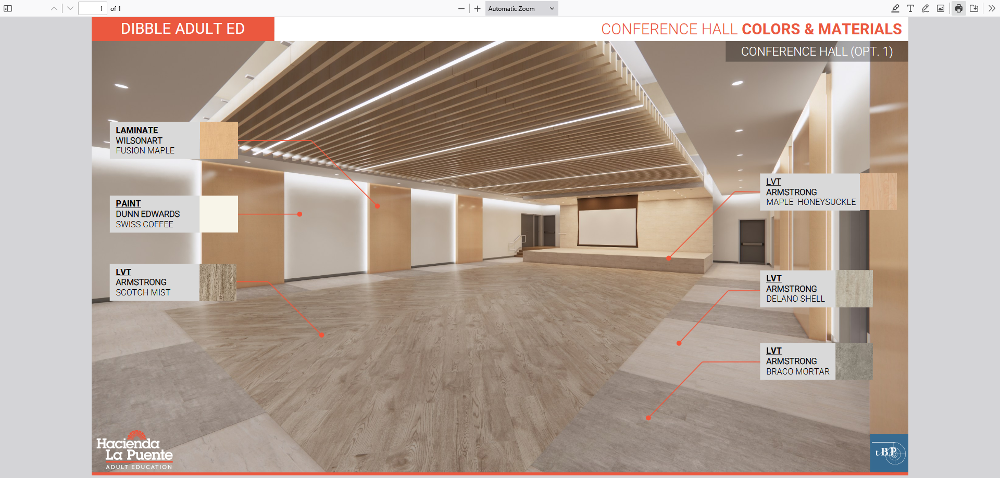 1 of 1
Automatic Zoom
DIBBLE ADULT ED
CONFERENCE HALL COLORS & MATERIALS
CONFERENCE HALL (OPT. 1)
LAMINATE
WILSONART
FUSION MAPLE
PAINT
DUNN EDWARDS
SWISS COFFEE
LVT
ARMSTRONG
SCOTCH MIST
LVT
ARMSTRONG
MAPLE HONEYSUCKLE
LVT
ARMSTRONG
DELANO SHELL
LVT
ARMSTRONG
BRACO MORTAR
Hacienda
La Puente
ADULT EDUCATION
tBP